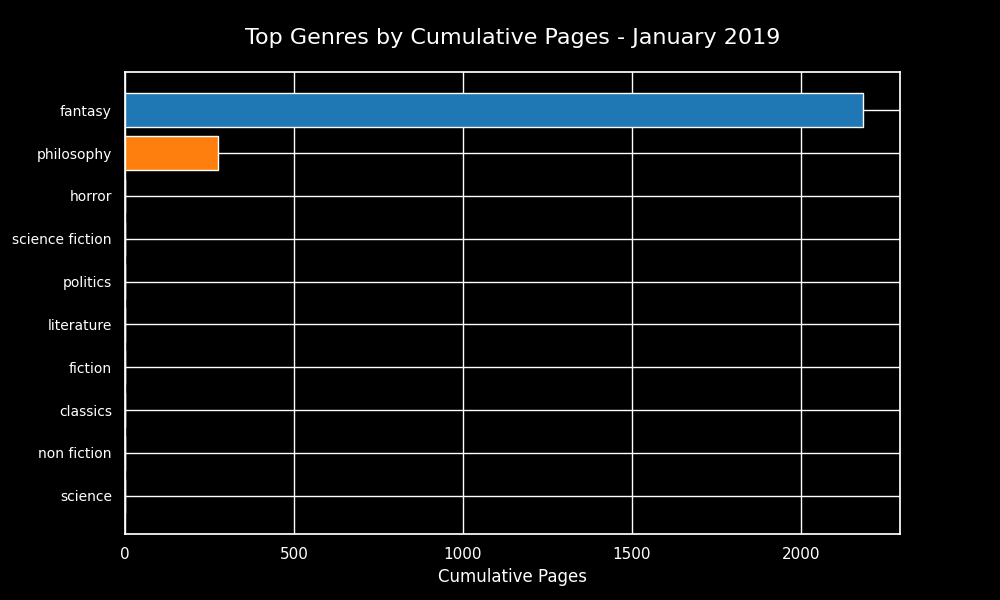 Top Genres by Cumulative Pages - January 2019
fantasy
philosophy
horror
science fiction
politics
literature
fiction
classics
non fiction
science
0 500 1000 1500 2000
Cumulative Pages